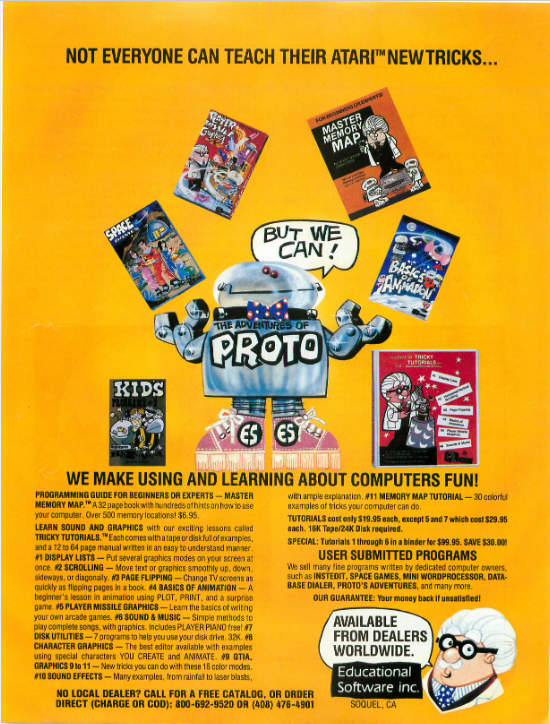 NOT EVERYONE CAN TEACH THEIR ATARI™ NEW TRICKS...
PLAYER
MISSILE
GRAPHICS
FOR BEGINNERS OR EXPERTS!
MASTER
MEMORY
MAP
SPACE
BUT WE
CAN!
BASICS
OF
ANIMATION
THE ADVENTURES OF
PROTO
KIDS
TRICKY
TUTORIALS
ES
ES
WE MAKE USING AND LEARNING ABOUT COMPUTERS FUN!
PROGRAMMING GUIDE FOR BEGINNERS OR EXPERTS — MASTER
MEMORY MAP.™ A 32 page book with hundreds of hints on how to use
your computer. Over 500 memory locations! $6.95.
LEARN SOUND AND GRAPHICS with our exciting lessons called
TRICKY TUTORIALS.™ Each comes with a tape or disk full of examples,
and a 12 to 64 page manual written in an easy to understand manner.
#1 DISPLAY LISTS — Put several graphics modes on your screen at
once. #2 SCROLLING — Move text or graphics smoothly up, down,
sideways, or diagonally. #3 PAGE FLIPPING — Change TV screens as
quickly as flipping pages in a book. #4 BASICS OF ANIMATION — A
beginner's lesson in animation using PLOT, PRINT, and a surprise
game. #5 PLAYER MISSILE GRAPHICS — Learn the basics of writing
your own arcade games. #6 SOUND & MUSIC — Simple methods to
play complete songs, with graphics. Includes PLAYER PIANO free! #7
DISK UTILITIES — 7 programs to help you use your disk drive. 32K. #8
CHARACTER GRAPHICS — The best editor available with examples
using special characters YOU CREATE and ANIMATE. #9 GTIA,
GRAPHICS 9 to 11 — New tricks you can do with these 16 color modes.
#10 SOUND EFFECTS — Many examples, from rainfall to laser blasts,
with ample explanation. #11 MEMORY MAP TUTORIAL — 30 colorful
examples of tricks your computer can do.
TUTORIALS cost only $19.95 each, except 5 and 7 which cost $29.95
each. 16K Tape/24K Disk required.
SPECIAL: Tutorials 1 through 6 in a binder for $99.95. SAVE $30.00!
USER SUBMITTED PROGRAMS
We sell many fine programs written by dedicated computer owners,
such as INSTEDIT, SPACE GAMES, MINI WORDPROCESSOR, DATA-
BASE DIALER, PROTO'S ADVENTURES, and many more.
OUR GUARANTEE: Your money back if unsatisfied!
AVAILABLE
FROM DEALERS
WORLDWIDE.
Educational
Software inc.
SOQUEL, CA
NO LOCAL DEALER? CALL FOR A FREE CATALOG, OR ORDER
DIRECT (CHARGE OR COD): 800-692-9520 OR (408) 476-4901